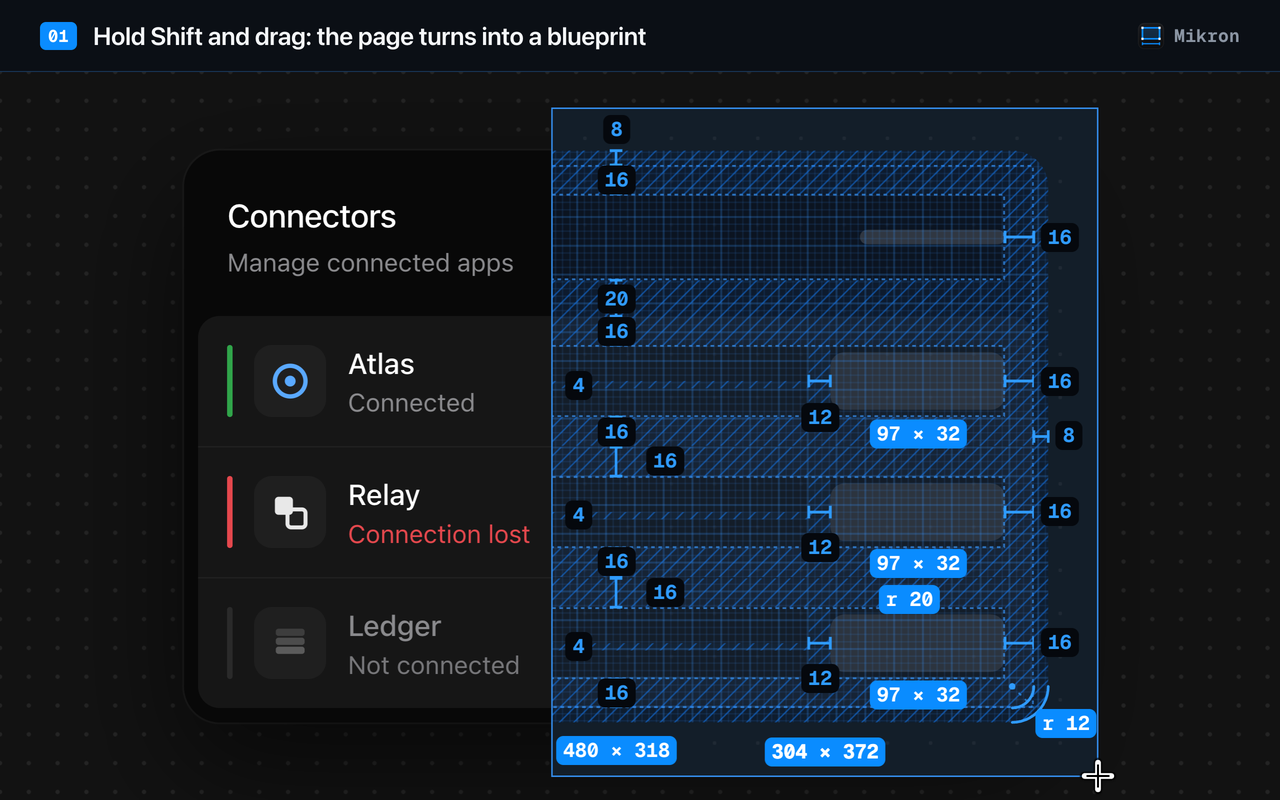 01 Hold Shift and drag: the page turns into a blueprint
Mikron
8
16
Connectors
Manage connected apps
16
20
16
Atlas
Connected
4
12
16
97 × 32
16
8
16
Relay
Connection lost
4
12
16
97 × 32
16
16
r 20
Ledger
Not connected
4
12
16
97 × 32
16
r 12
480 × 318
304 × 372